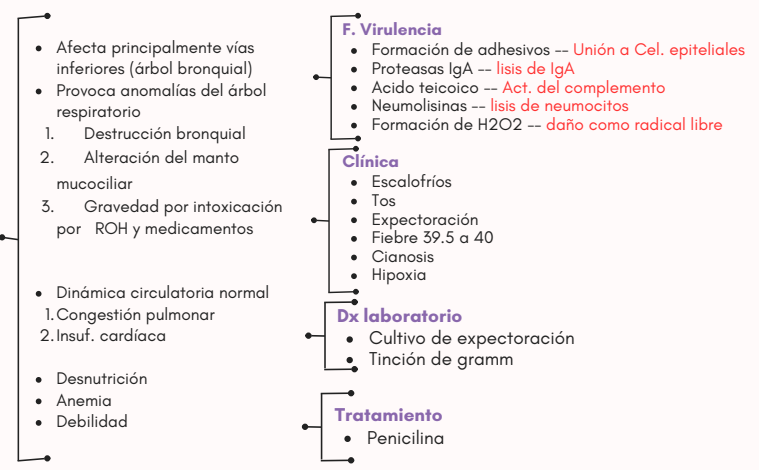 Afecta principalmente vías
inferiores (árbol bronquial)
Provoca anomalías del árbol
respiratorio
1. Destrucción bronquial
2. Alteración del manto
mucociliar
3. Gravedad por intoxicación
por ROH y medicamentos
Dinámica circulatoria normal
1. Congestión pulmonar
2. Insuf. cardíaca
Desnutrición
Anemia
Debilidad
F. Virulencia
Formación de adhesivos -- Unión a Cel. epiteliales
Proteasas IgA -- lisis de IgA
Acido teicoico -- Act. del complemento
Neumolisinas -- lisis de neumocitos
Formación de H2O2 -- daño como radical libre
Clínica
Escalofríos
Tos
Expectoración
Fiebre 39.5 a 40
Cianosis
Hipoxia
Dx laboratorio
Cultivo de expectoración
Tinción de gramm
Tratamiento
Penicilina